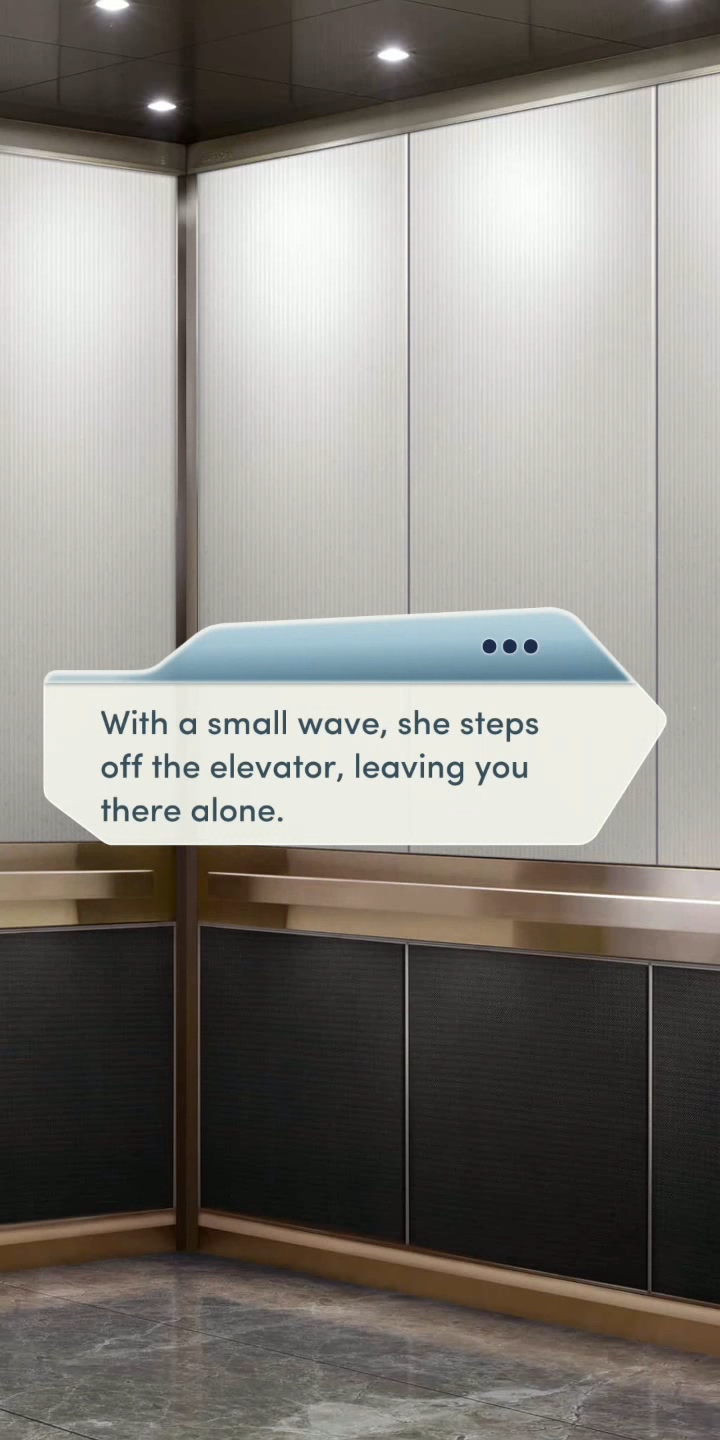 With a small wave, she steps
off the elevator, leaving you
there alone.